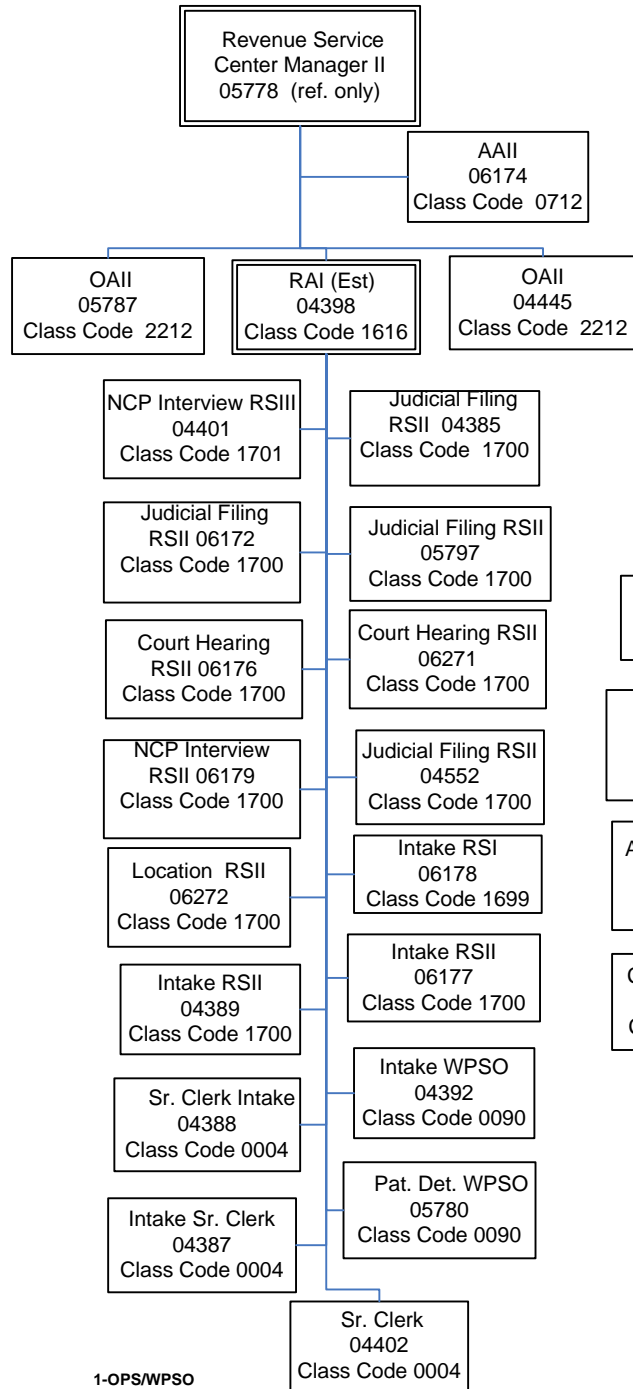 Revenue Service
Center Manager II
05778 (ref. only)
AAII
06174
Class Code 0712
OAII
05787
Class Code 2212
RAI (Est)
04398
Class Code 1616
OAII
04445
Class Code 2212
NCP Interview RSIII
04401
Class Code 1701
Judicial Filing
RSII 04385
Class Code 1700
Judicial Filing
RSII 06172
Class Code 1700
Judicial Filing RSII
05797
Class Code 1700
Court Hearing
RSII 06176
Class Code 1700
Court Hearing RSII
06271
Class Code 1700
NCP Interview
RSII 06179
Class Code 1700
Judicial Filing RSII
04552
Class Code 1700
Location RSII
06272
Class Code 1700
Intake RSI
06178
Class Code 1699
Intake RSII
04389
Class Code 1700
Intake RSII
06177
Class Code 1700
Sr. Clerk Intake
04388
Class Code 0004
Intake WPSO
04392
Class Code 0090
Intake Sr. Clerk
04387
Class Code 0004
Pat. Det. WPSO
05780
Class Code 0090
Sr. Clerk
04402
Class Code 0004
1-OPS/WPSO